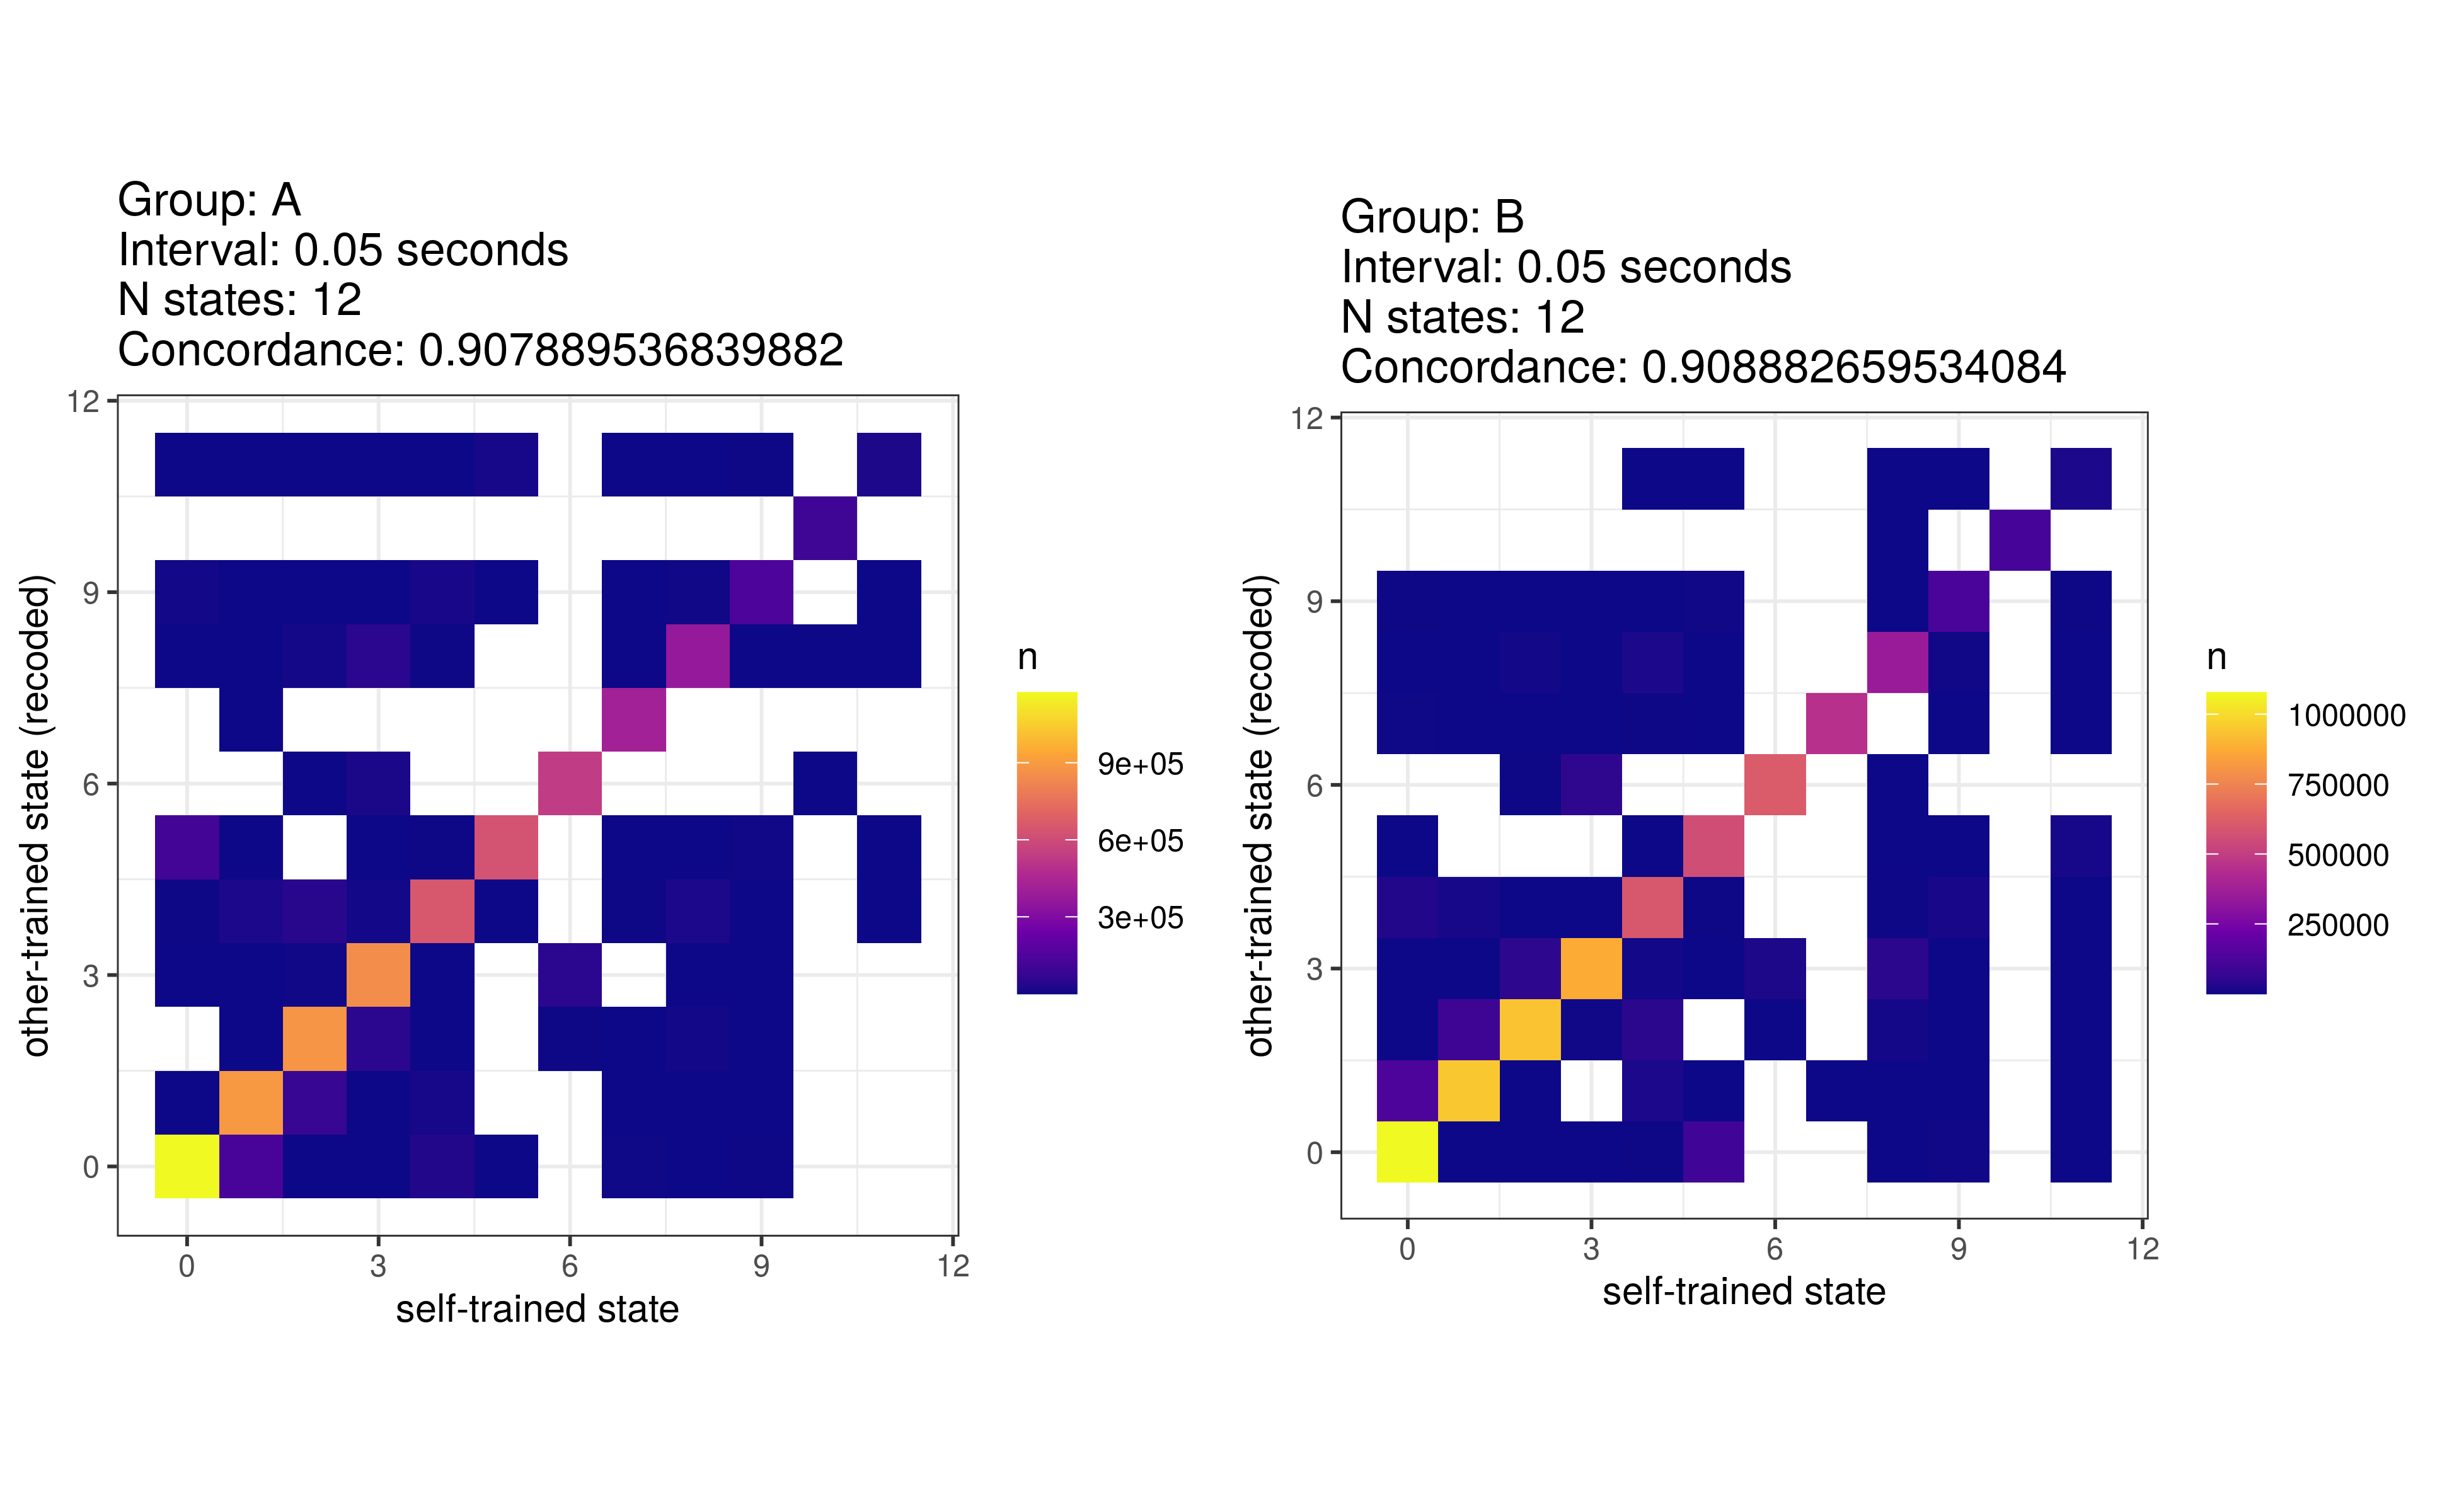 Group: A
Interval: 0.05 seconds
N states: 12
Concordance: 0.907889536839882
12
9
6
3
0
other-trained state (recoded)
0 3 6 9 12
self-trained state
n
9e+05
6e+05
3e+05
Group: B
Interval: 0.05 seconds
N states: 12
Concordance: 0.908882659534084
12
9
6
3
0
other-trained state (recoded)
0 3 6 9 12
self-trained state
n
1000000
750000
500000
250000